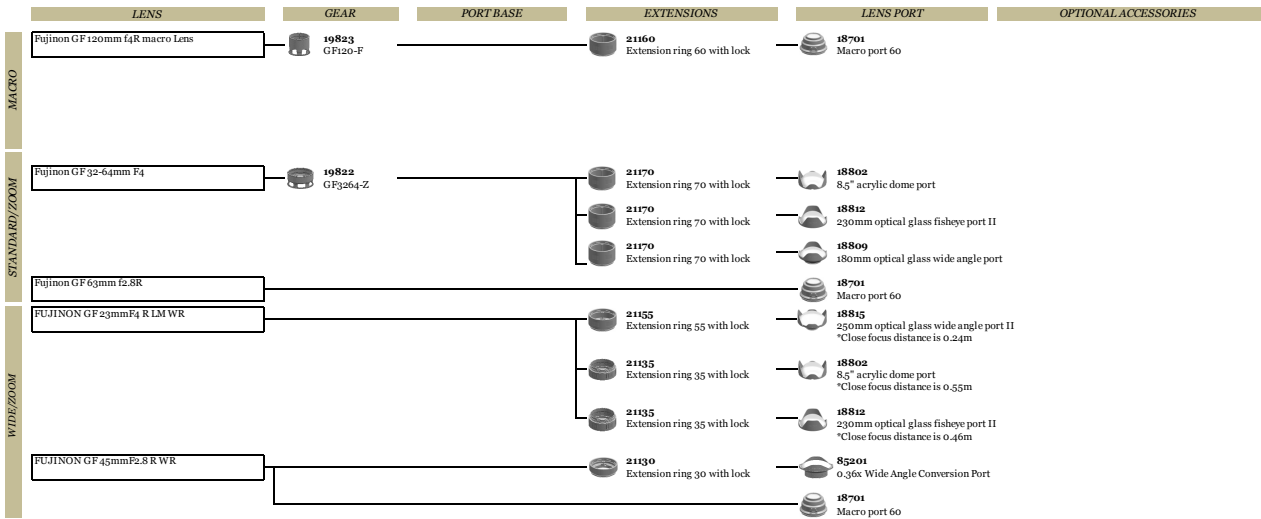 LENS GEAR PORT BASE EXTENSIONS LENS PORT OPTIONAL ACCESSORIES
MACRO
Fujinon GF 120mm f4R macro Lens
19823
GF120-F
21160
Extension ring 60 with lock
18701
Macro port 60
STANDARD/ZOOM
Fujinon GF 32-64mm F4
19822
GF3264-Z
21170
Extension ring 70 with lock
18802
8.5" acrylic dome port
21170
Extension ring 70 with lock
18812
230mm optical glass fisheye port II
21170
Extension ring 70 with lock
18809
180mm optical glass wide angle port
Fujinon GF 63mm f2.8R
18701
Macro port 60
WIDE/ZOOM
FUJINON GF 23mmF4 R LM WR
21155
Extension ring 55 with lock
18815
250mm optical glass wide angle port II
*Close focus distance is 0.24m
21135
Extension ring 35 with lock
18802
8.5" acrylic dome port
*Close focus distance is 0.55m
21135
Extension ring 35 with lock
18812
230mm optical glass fisheye port II
*Close focus distance is 0.46m
FUJINON GF 45mmF2.8 R WR
21130
Extension ring 30 with lock
85201
0.36x Wide Angle Conversion Port
18701
Macro port 60